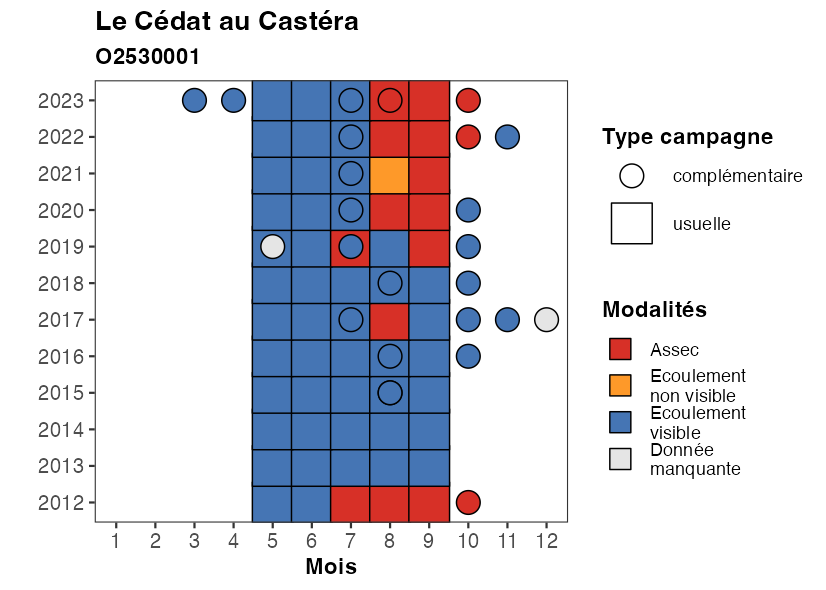 Le Cédat au Castéra
O2530001
2023
2022
2021
2020
2019
2018
2017
2016
2015
2014
2013
2012
1 2 3 4 5 6 7 8 9 10 11 12
Mois
Type campagne
complémentaire
usuelle
Modalités
Assec
Ecoulement
non visible
Ecoulement
visible
Donnée
manquante